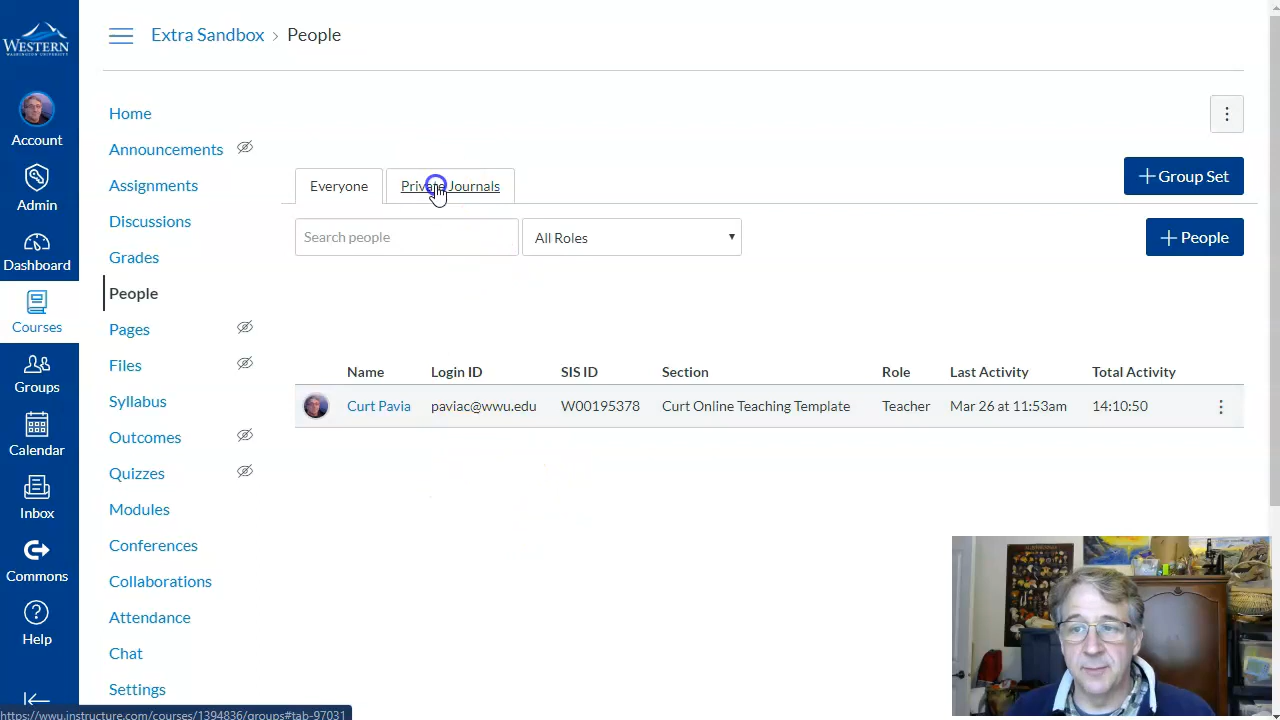 WESTERN
WASHINGTON UNIVERSITY
Account
Admin
Dashboard
Courses
Groups
Calendar
Inbox
Commons
Help
Extra Sandbox › People
Home
Announcements
Assignments
Discussions
Grades
People
Pages
Files
Syllabus
Outcomes
Quizzes
Modules
Conferences
Collaborations
Attendance
Chat
Settings
Everyone
Private Journals
+ Group Set
Search people
All Roles
+ People
Name Login ID SIS ID Section Role Last Activity Total Activity
Curt Pavia paviac@wwu.edu W00195378 Curt Online Teaching Template Teacher Mar 26 at 11:53am 14:10:50
https://wwu.instructure.com/courses/1394836/groups#tab-97031